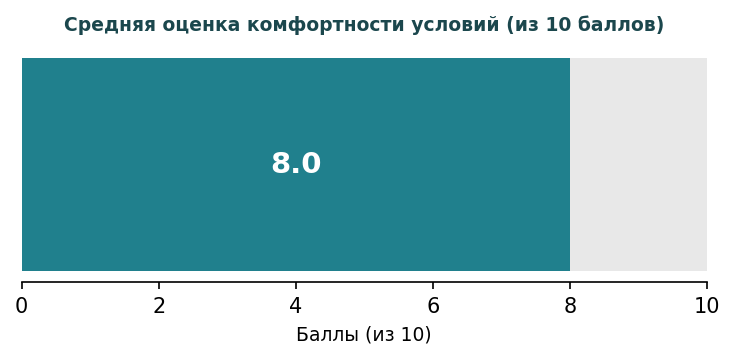 Средняя оценка комфортности условий (из 10 баллов)
8.0
0 2 4 6 8 10
Баллы (из 10)